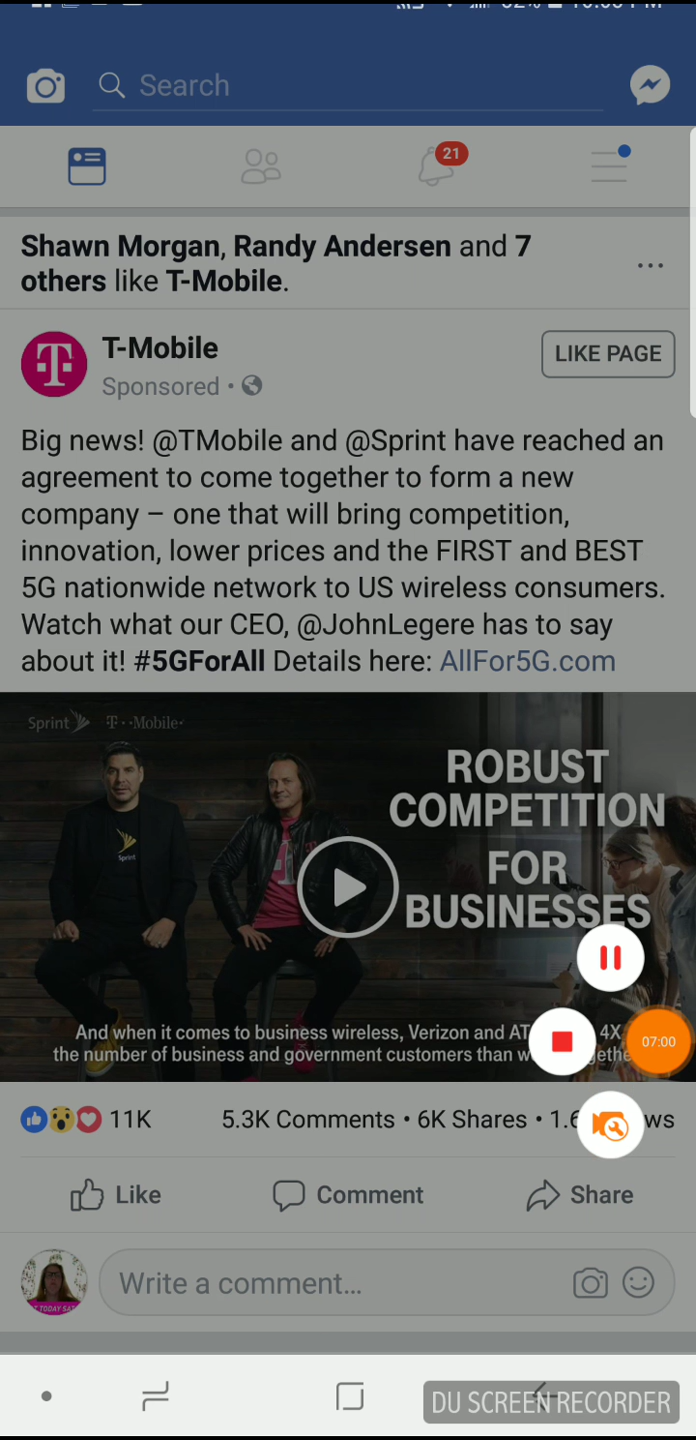 Search
21
Shawn Morgan, Randy Andersen and 7
others like T-Mobile.
T-Mobile
Sponsored
LIKE PAGE
Big news! @TMobile and @Sprint have reached an
agreement to come together to form a new
company – one that will bring competition,
innovation, lower prices and the FIRST and BEST
5G nationwide network to US wireless consumers.
Watch what our CEO, @JohnLegere has to say
about it! #5GForAll Details here: AllFor5G.com
Sprint T··Mobile·
ROBUST
COMPETITION
FOR
BUSINESSES
Sprint
And when it comes to business wireless, Verizon and 4X
the number of business and government customers than
07:00
11K 5.3K Comments • 6K Shares •
Like Comment Share
Write a comment...
DU SCREEN RECORDER